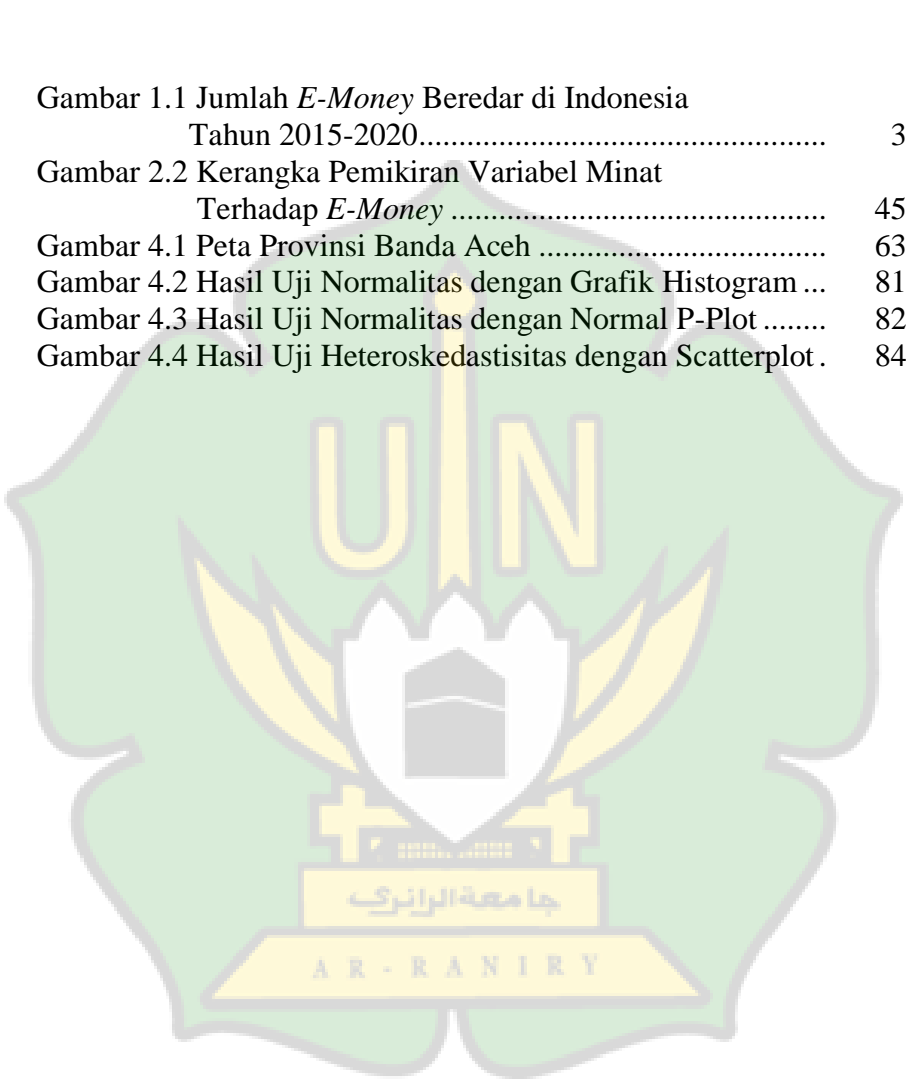 Gambar 1.1 Jumlah E-Money Beredar di Indonesia
Tahun 2015-2020................................................. 3
Gambar 2.2 Kerangka Pemikiran Variabel Minat
Terhadap E-Money ............................................. 45
Gambar 4.1 Peta Provinsi Banda Aceh .................................. 63
Gambar 4.2 Hasil Uji Normalitas dengan Grafik Histogram ... 81
Gambar 4.3 Hasil Uji Normalitas dengan Normal P-Plot ........ 82
Gambar 4.4 Hasil Uji Heteroskedastisitas dengan Scatterplot . 84
UIN
جامعة الرانري
AR-RANIRY